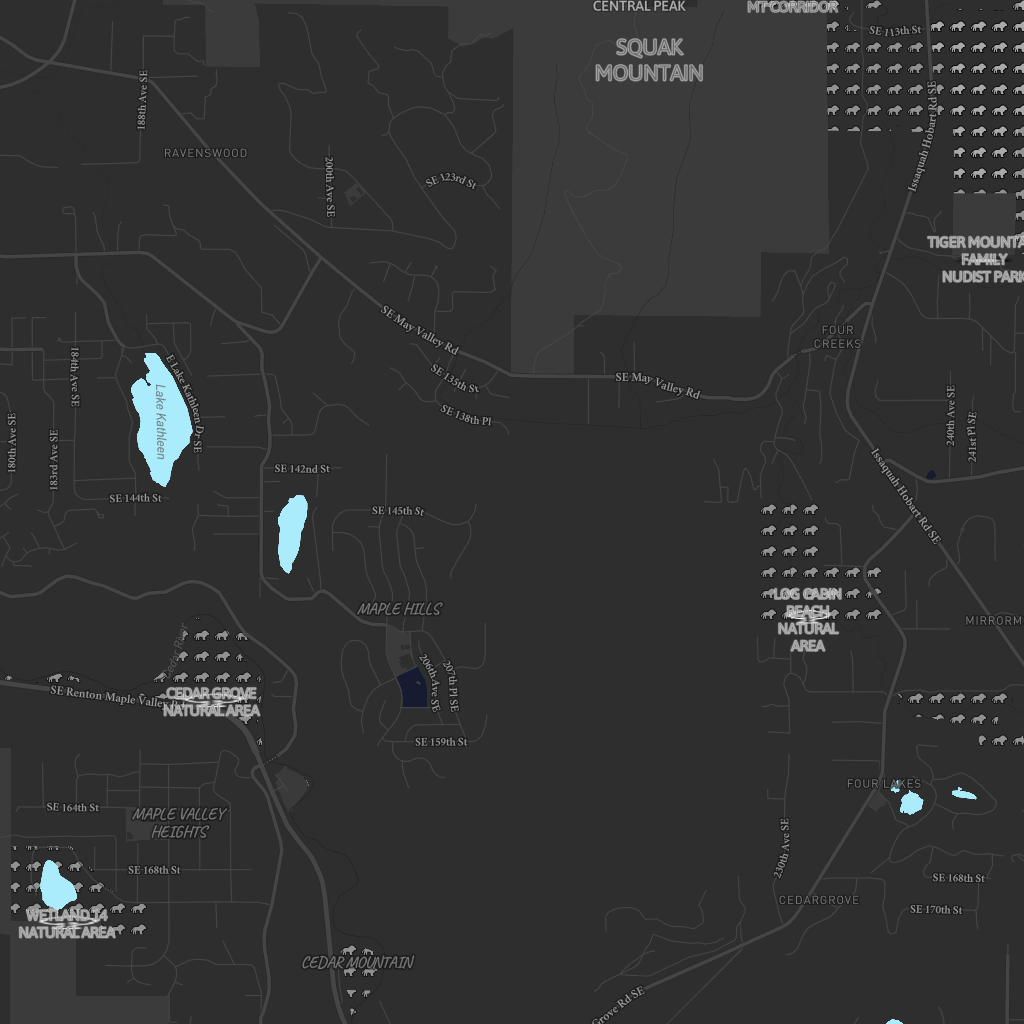 CENTRAL PEAK
MT CORRIDOR
SE 113th St
SQUAK
MOUNTAIN
188th Ave SE
RAVENSWOOD
200th Ave SE
SE 123rd St
Issaquah Hobart Rd SE
TIGER MOUNTA
FAMILY
NUDIST PARK
SE May Valley Rd
FOUR
CREEKS
184th Ave SE
E Lake Kathleen Dr SE
Lake Kathleen
SE 135th St
SE May Valley Rd
SE 138th Pl
180th Ave SE
183rd Ave SE
240th Ave SE
241st Pl SE
SE 142nd St
SE 144th St
SE 145th St
Issaquah Hobart Rd SE
MAPLE HILLS
LOG CABIN
BEACH
NATURAL
AREA
MIRRORM
Cedar River
206th Ave SE
207th Pl SE
SE Renton Maple Valley Rd
CEDAR GROVE
NATURAL AREA
SE 159th St
FOUR LAKES
SE 164th St
MAPLE VALLEY
HEIGHTS
230th Ave SE
SE 168th St
SE 168th St
CEDARGROVE
SE 170th St
WETLAND 14
NATURAL AREA
CEDAR MOUNTAIN
Grove Rd SE